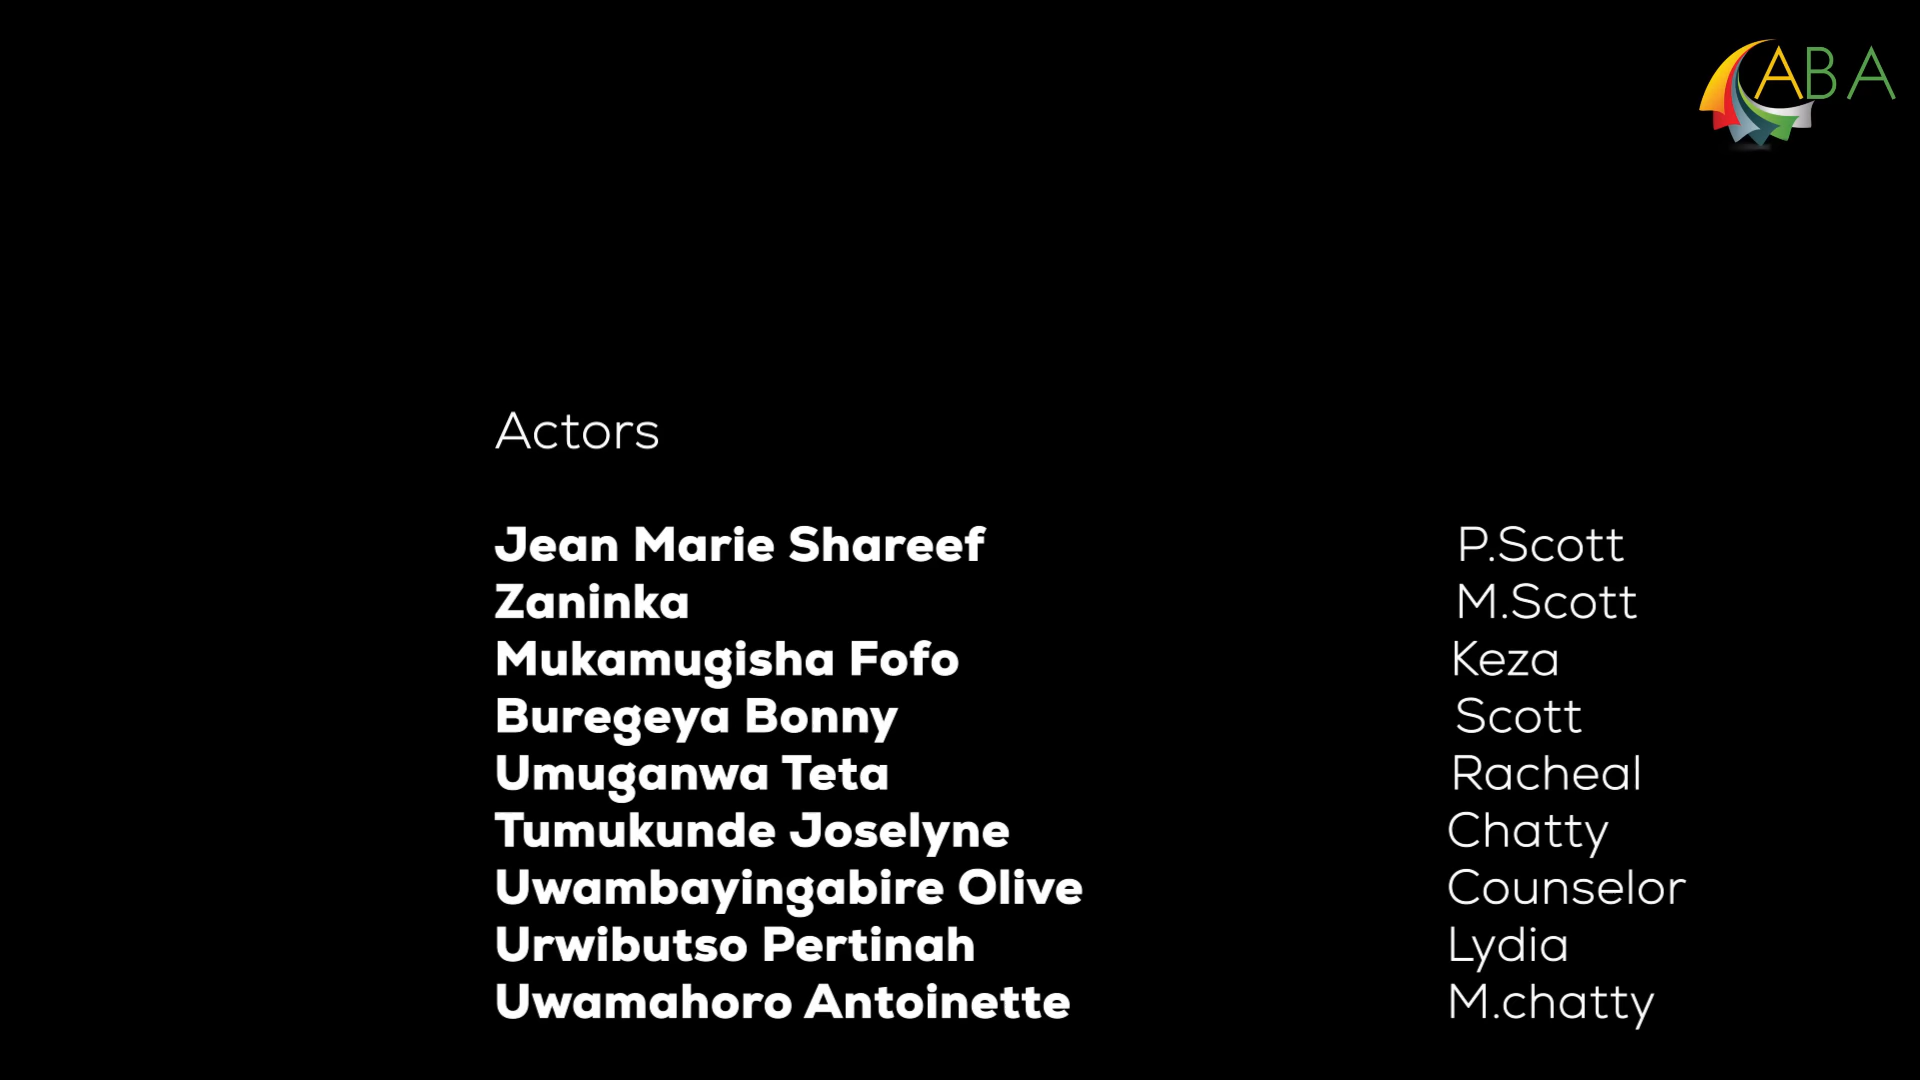 ABA
Actors
Jean Marie Shareef P.Scott
Zaninka M.Scott
Mukamugisha Fofo Keza
Buregeya Bonny Scott
Umuganwa Teta Racheal
Tumukunde Joselyne Chatty
Uwambayingabire Olive Counselor
Urwibutso Pertinah Lydia
Uwamahoro Antoinette M.chatty